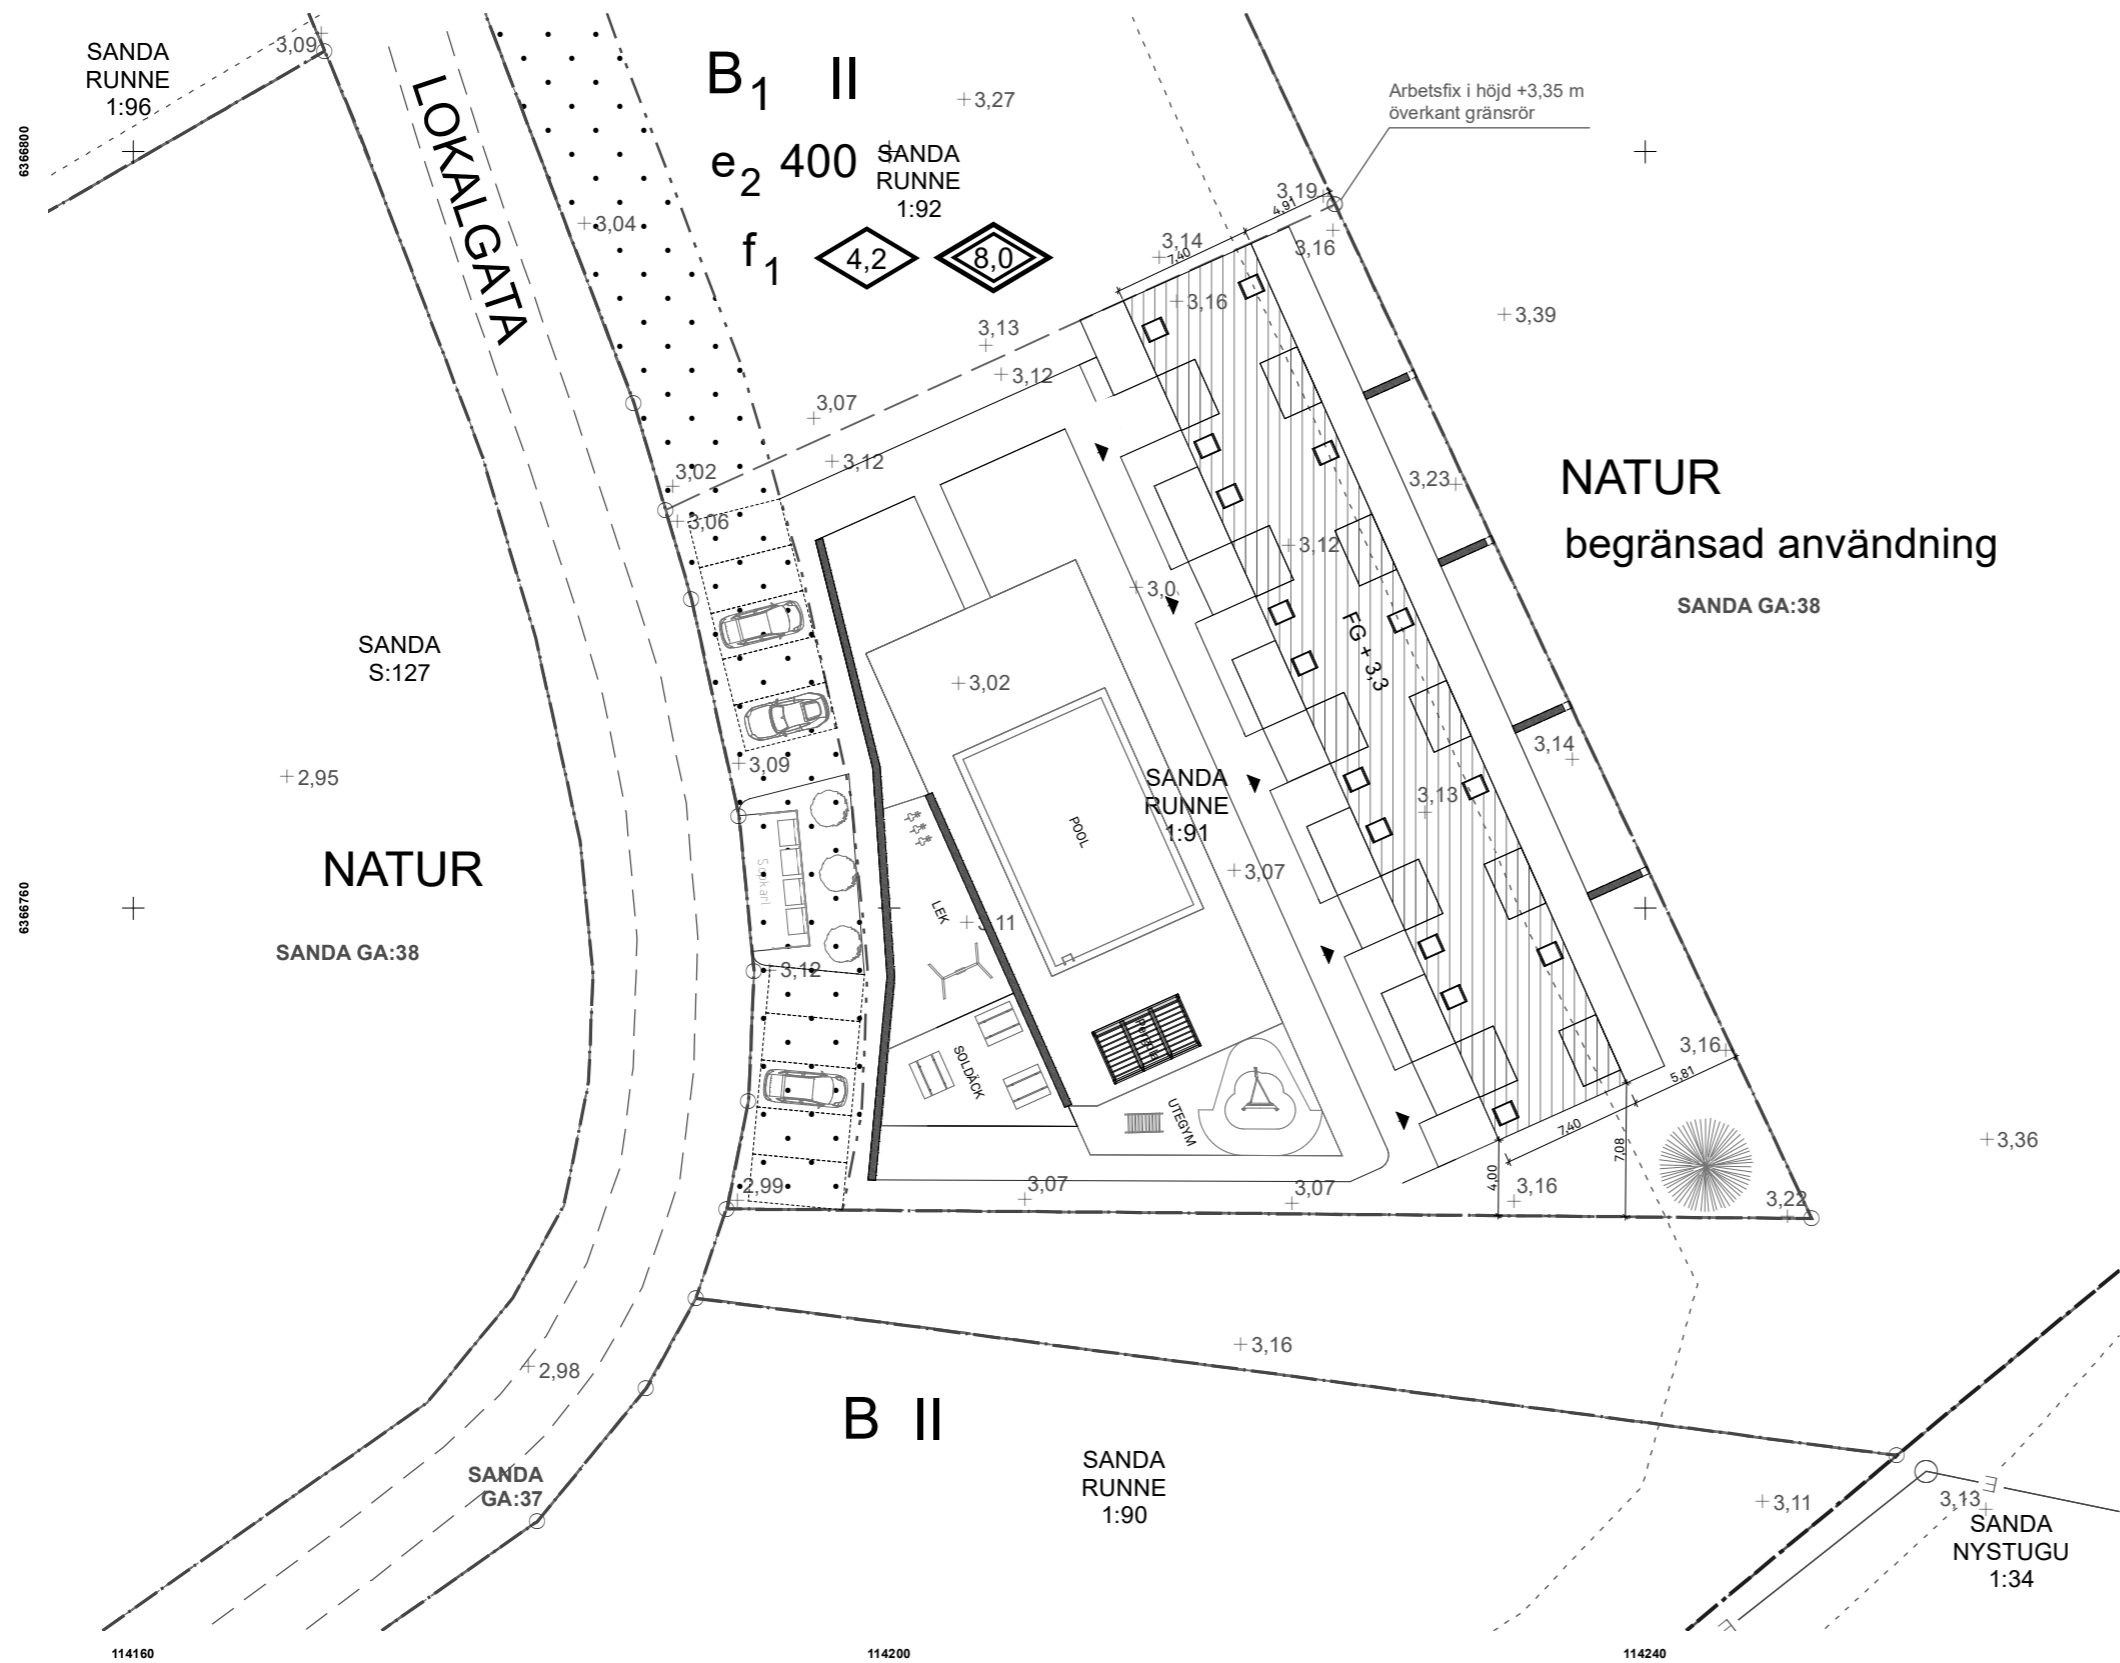 SANDA
RUNNE
1:96
3,09
LOKALGATA
B1 II
3,27
Arbetsfix i höjd +3,35 m
överkant gränsrör
6366800
e2 400
SANDA
RUNNE
1:92
3,04
f1 4,2 8,0
3,19
4,91
3,14
7,40
3,16
3,16
3,13
3,39
3,12
3,07
3,12
3,02
3,06
3,23
NATUR
begränsad användning
SANDA GA:38
3,12
3,0
FG + 3,3
SANDA
S:127
3,02
3,14
2,95
3,09
SANDA
RUNNE
1:91
3,13
POOL
NATUR
3,07
6366760
LEK
3,11
SANDA GA:38
3,12
SOLDÄCK
UTEGYM
3,16
5,81
7,40
7,08
4,00
3,36
2,99
3,07
3,07
3,16
3,22
2,98
3,16
B II
SANDA
RUNNE
1:90
SANDA
GA:37
3,11
3,13
E
SANDA
NYSTUGU
1:34
E
114160
114200
114240